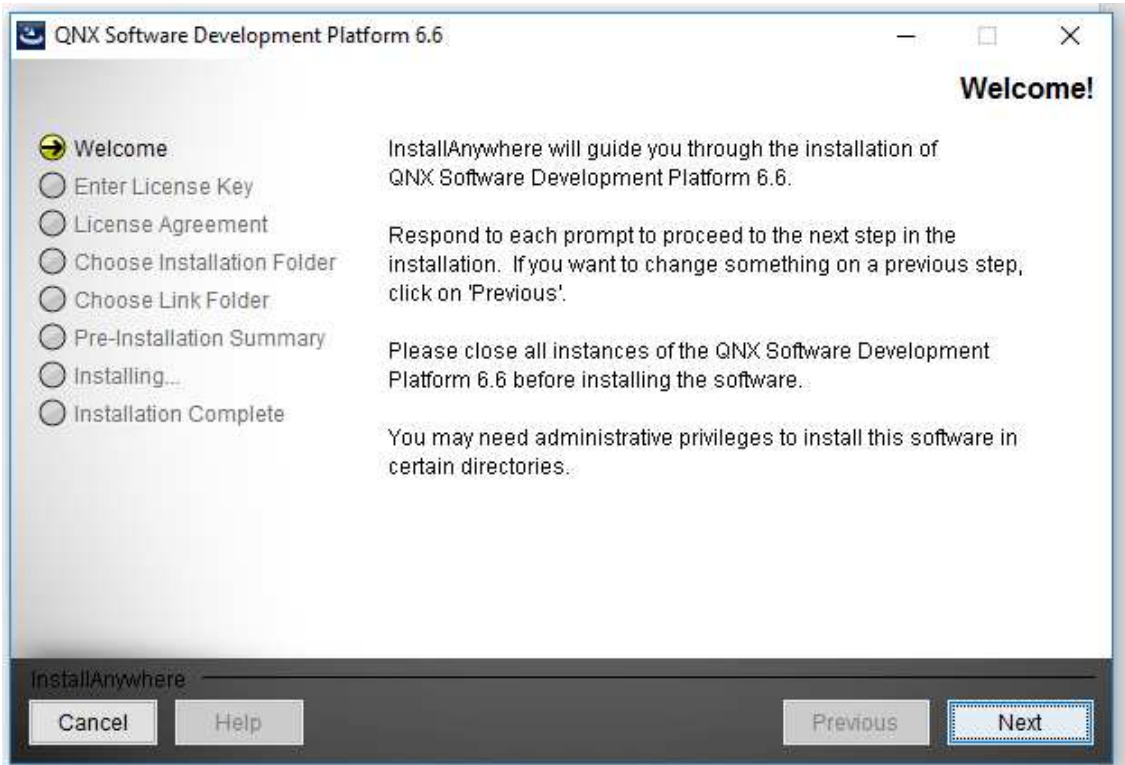 QNX Software Development Platform 6.6
Welcome!
Welcome
Enter License Key
License Agreement
Choose Installation Folder
Choose Link Folder
Pre-Installation Summary
Installing...
Installation Complete
InstallAnywhere will guide you through the installation of
QNX Software Development Platform 6.6.
Respond to each prompt to proceed to the next step in the
installation. If you want to change something on a previous step,
click on 'Previous'.
Please close all instances of the QNX Software Development
Platform 6.6 before installing the software.
You may need administrative privileges to install this software in
certain directories.
InstallAnywhere
Cancel
Help
Previous
Next